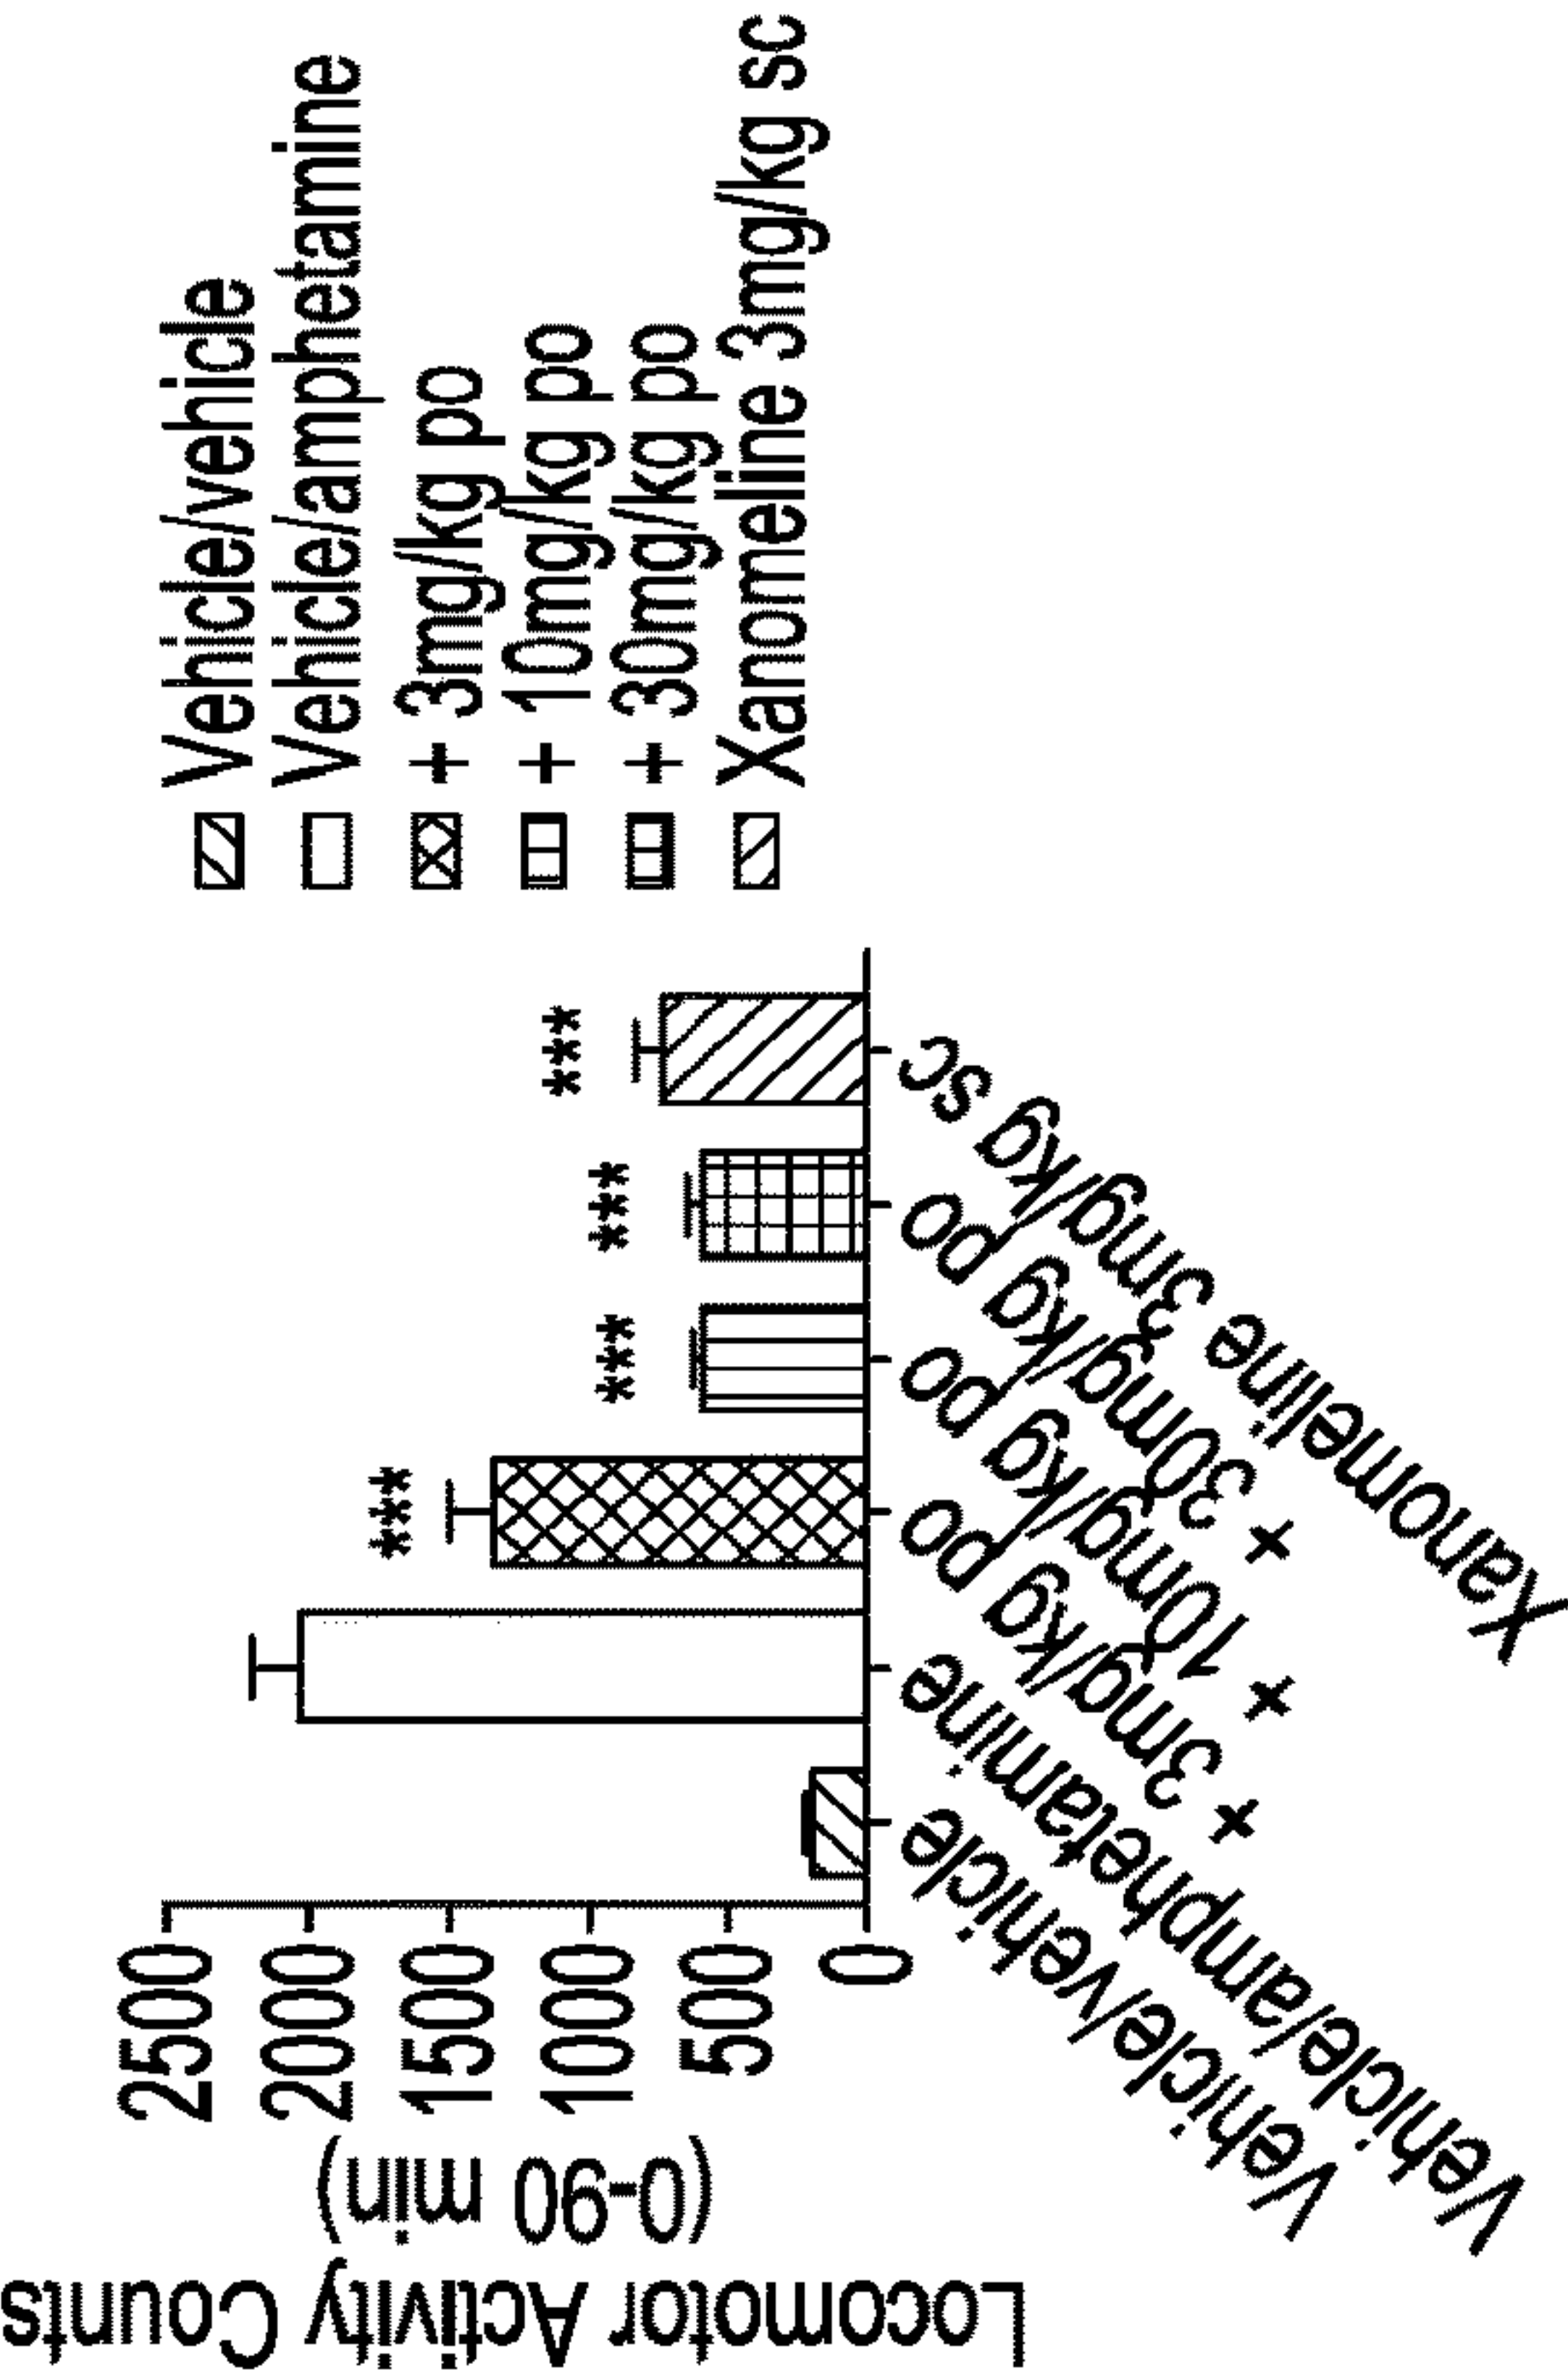 Locomotor Activity Counts
(0-90 min)
2500
2000
1500
1000
500
0
***
***
***
***
Vehicle/vehicle
Vehicle/amphetamine
+ 3mg/kg po
+ 10mg/kg po
+ 30mg/kg po
Xanomeline 3mg/kg sc
Vehicle/vehicle
Vehicle/amphetamine
+ 3mg/kg po
+ 10mg/kg po
+ 30mg/kg po
Xanomeline 3mg/kg sc